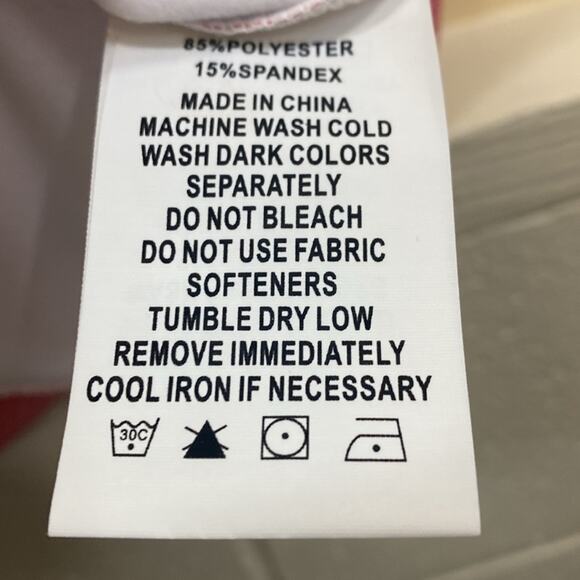 85%POLYESTER
15%SPANDEX
MADE IN CHINA
MACHINE WASH COLD
WASH DARK COLORS
SEPARATELY
DO NOT BLEACH
DO NOT USE FABRIC
SOFTENERS
TUMBLE DRY LOW
REMOVE IMMEDIATELY
COOL IRON IF NECESSARY
30C